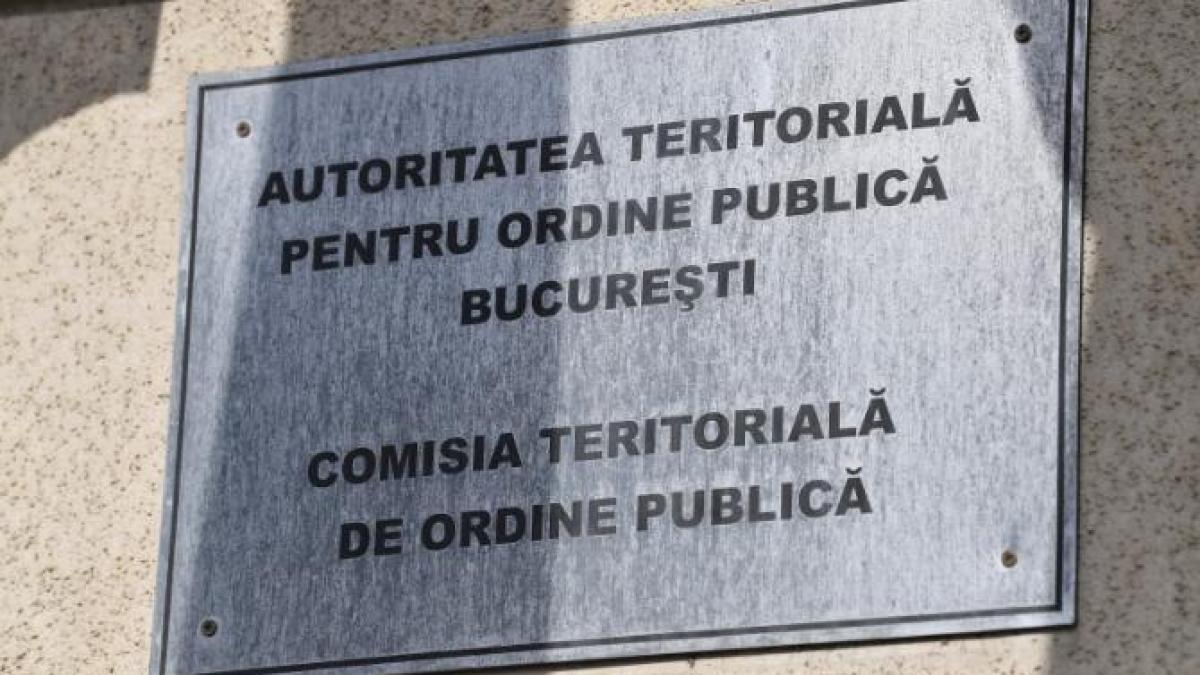 AUTORITATEA TERITORIALĂ
PENTRU ORDINE PUBLICĂ
BUCUREŞTI
COMISIA TERITORIALĂ
DE ORDINE PUBLICĂ